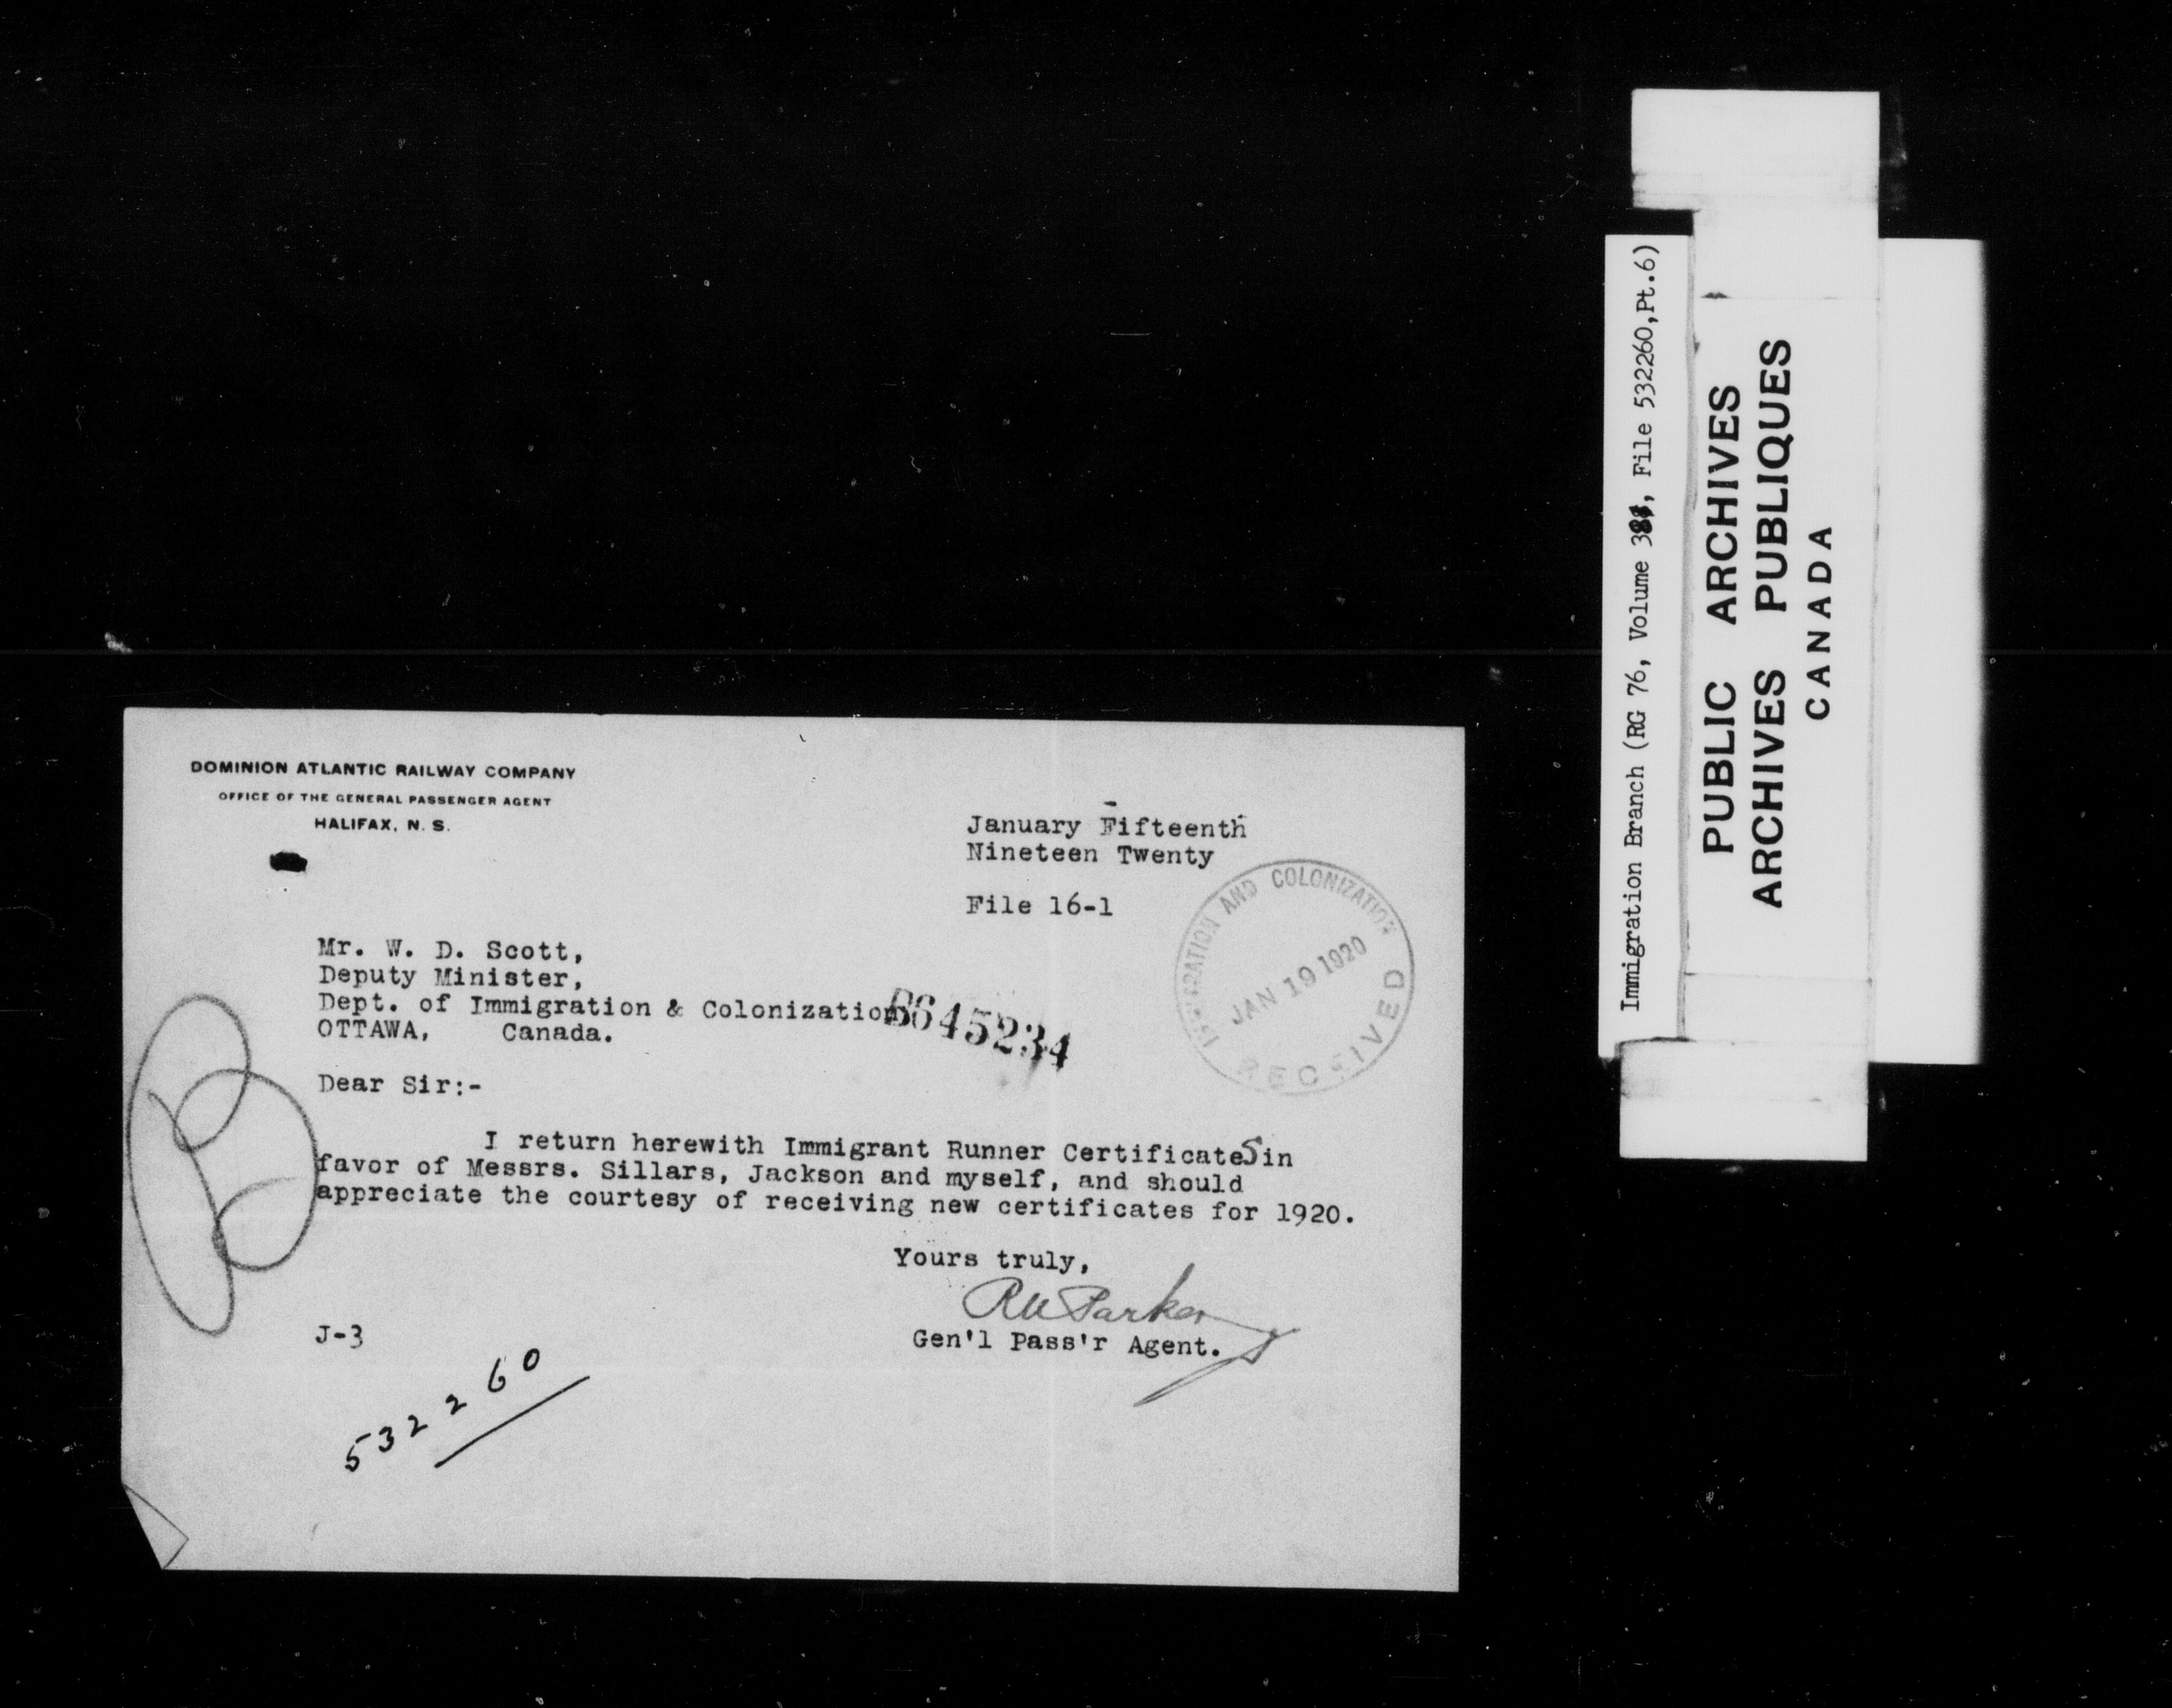 DOMINION ATLANTIC RAILWAY COMPANY
OFFICE OF THE GENERAL PASSENGER AGENT
HALIFAX, N. S.
January Fifteenth
Nineteen Twenty
File 16-1
IMMIGRATION AND COLONIZATION
JAN 19 1920
RECEIVED
Mr. W. D. Scott,
Deputy Minister,
Dept. of Immigration & Colonization
OTTAWA, Canada.
B645234
Dear Sir:-
I return herewith Immigrant Runner Certificates in
favor of Messrs. Sillars, Jackson and myself, and should
appreciate the courtesy of receiving new certificates for 1920.
Yours truly,
R U Parker
Gen'l Pass'r Agent.
J-3
532260
Immigration Branch (RG 76, Volume , File 532260,Pt.6)
PUBLIC ARCHIVES
ARCHIVES PUBLIQUES
CANADA